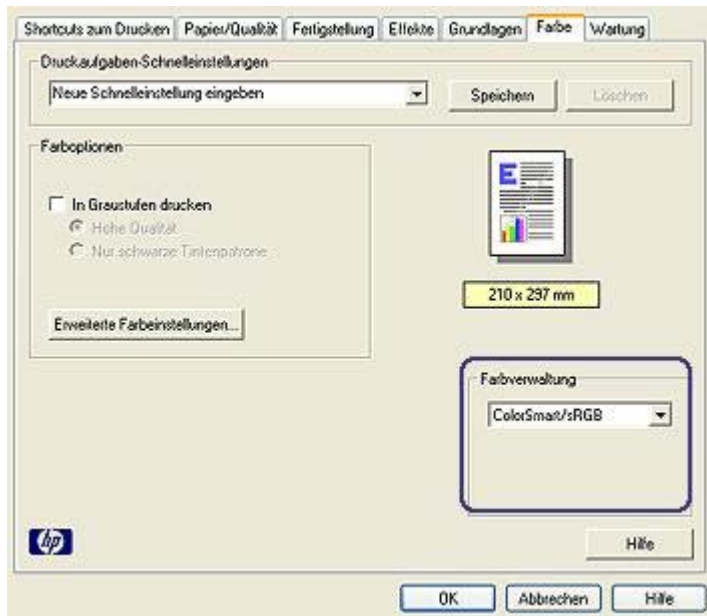 Shortcuts zum Drucken Papier/Qualität Fertigstellung Effekte Grundlagen Farbe Wartung
Druckaufgaben-Schnelleinstellungen
Neue Schnelleinstellung eingeben Speichern Löschen
Farboptionen
In Graustufen drucken
Hohe Qualität
Nur schwarze Tintenpatrone
Erweiterte Farbeinstellungen...
E
210 x 297 mm
Farbverwaltung
ColorSmart/sRGB
hp
Hilfe
OK Abbrechen Hilfe